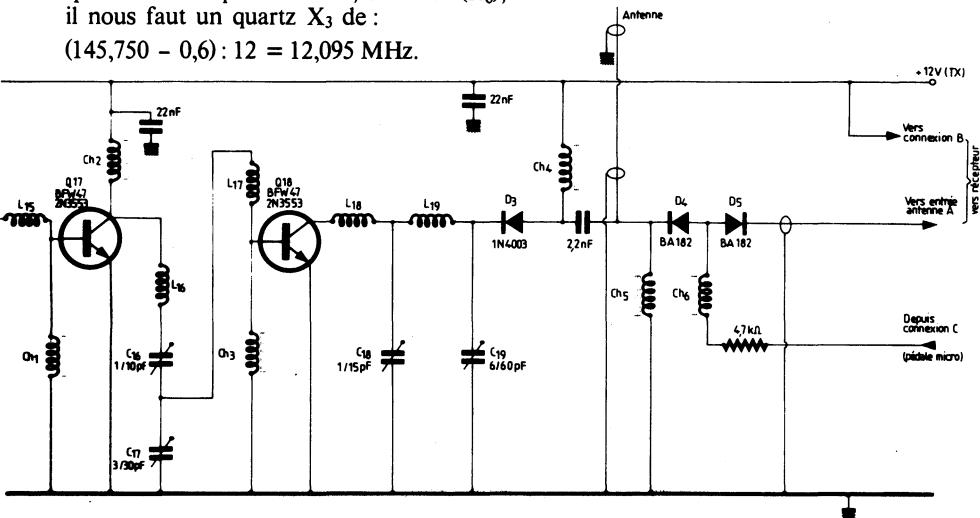 il nous faut un quartz X₃ de :
(145,750 – 0,6) : 12 = 12,095 MHz.
Antenne
+12V (TX)
22nF
22nF
Vers
connexion B
vers récepteur
Ch2
Ch4
Q17
BFW47
2N3553
L15
L17
Q18
BFW47
2N3553
L18
L19
D3
1N4003
2,2nF
D4
BA182
D5
BA182
Vers entrée
antenne A
L16
Ch5
Ch6
Depuis
connexion C
(pédale micro)
4,7kΩ
Ch1
C16
1/10pF
Ch3
C18
1/15pF
C19
6/60pF
C17
3/30pF